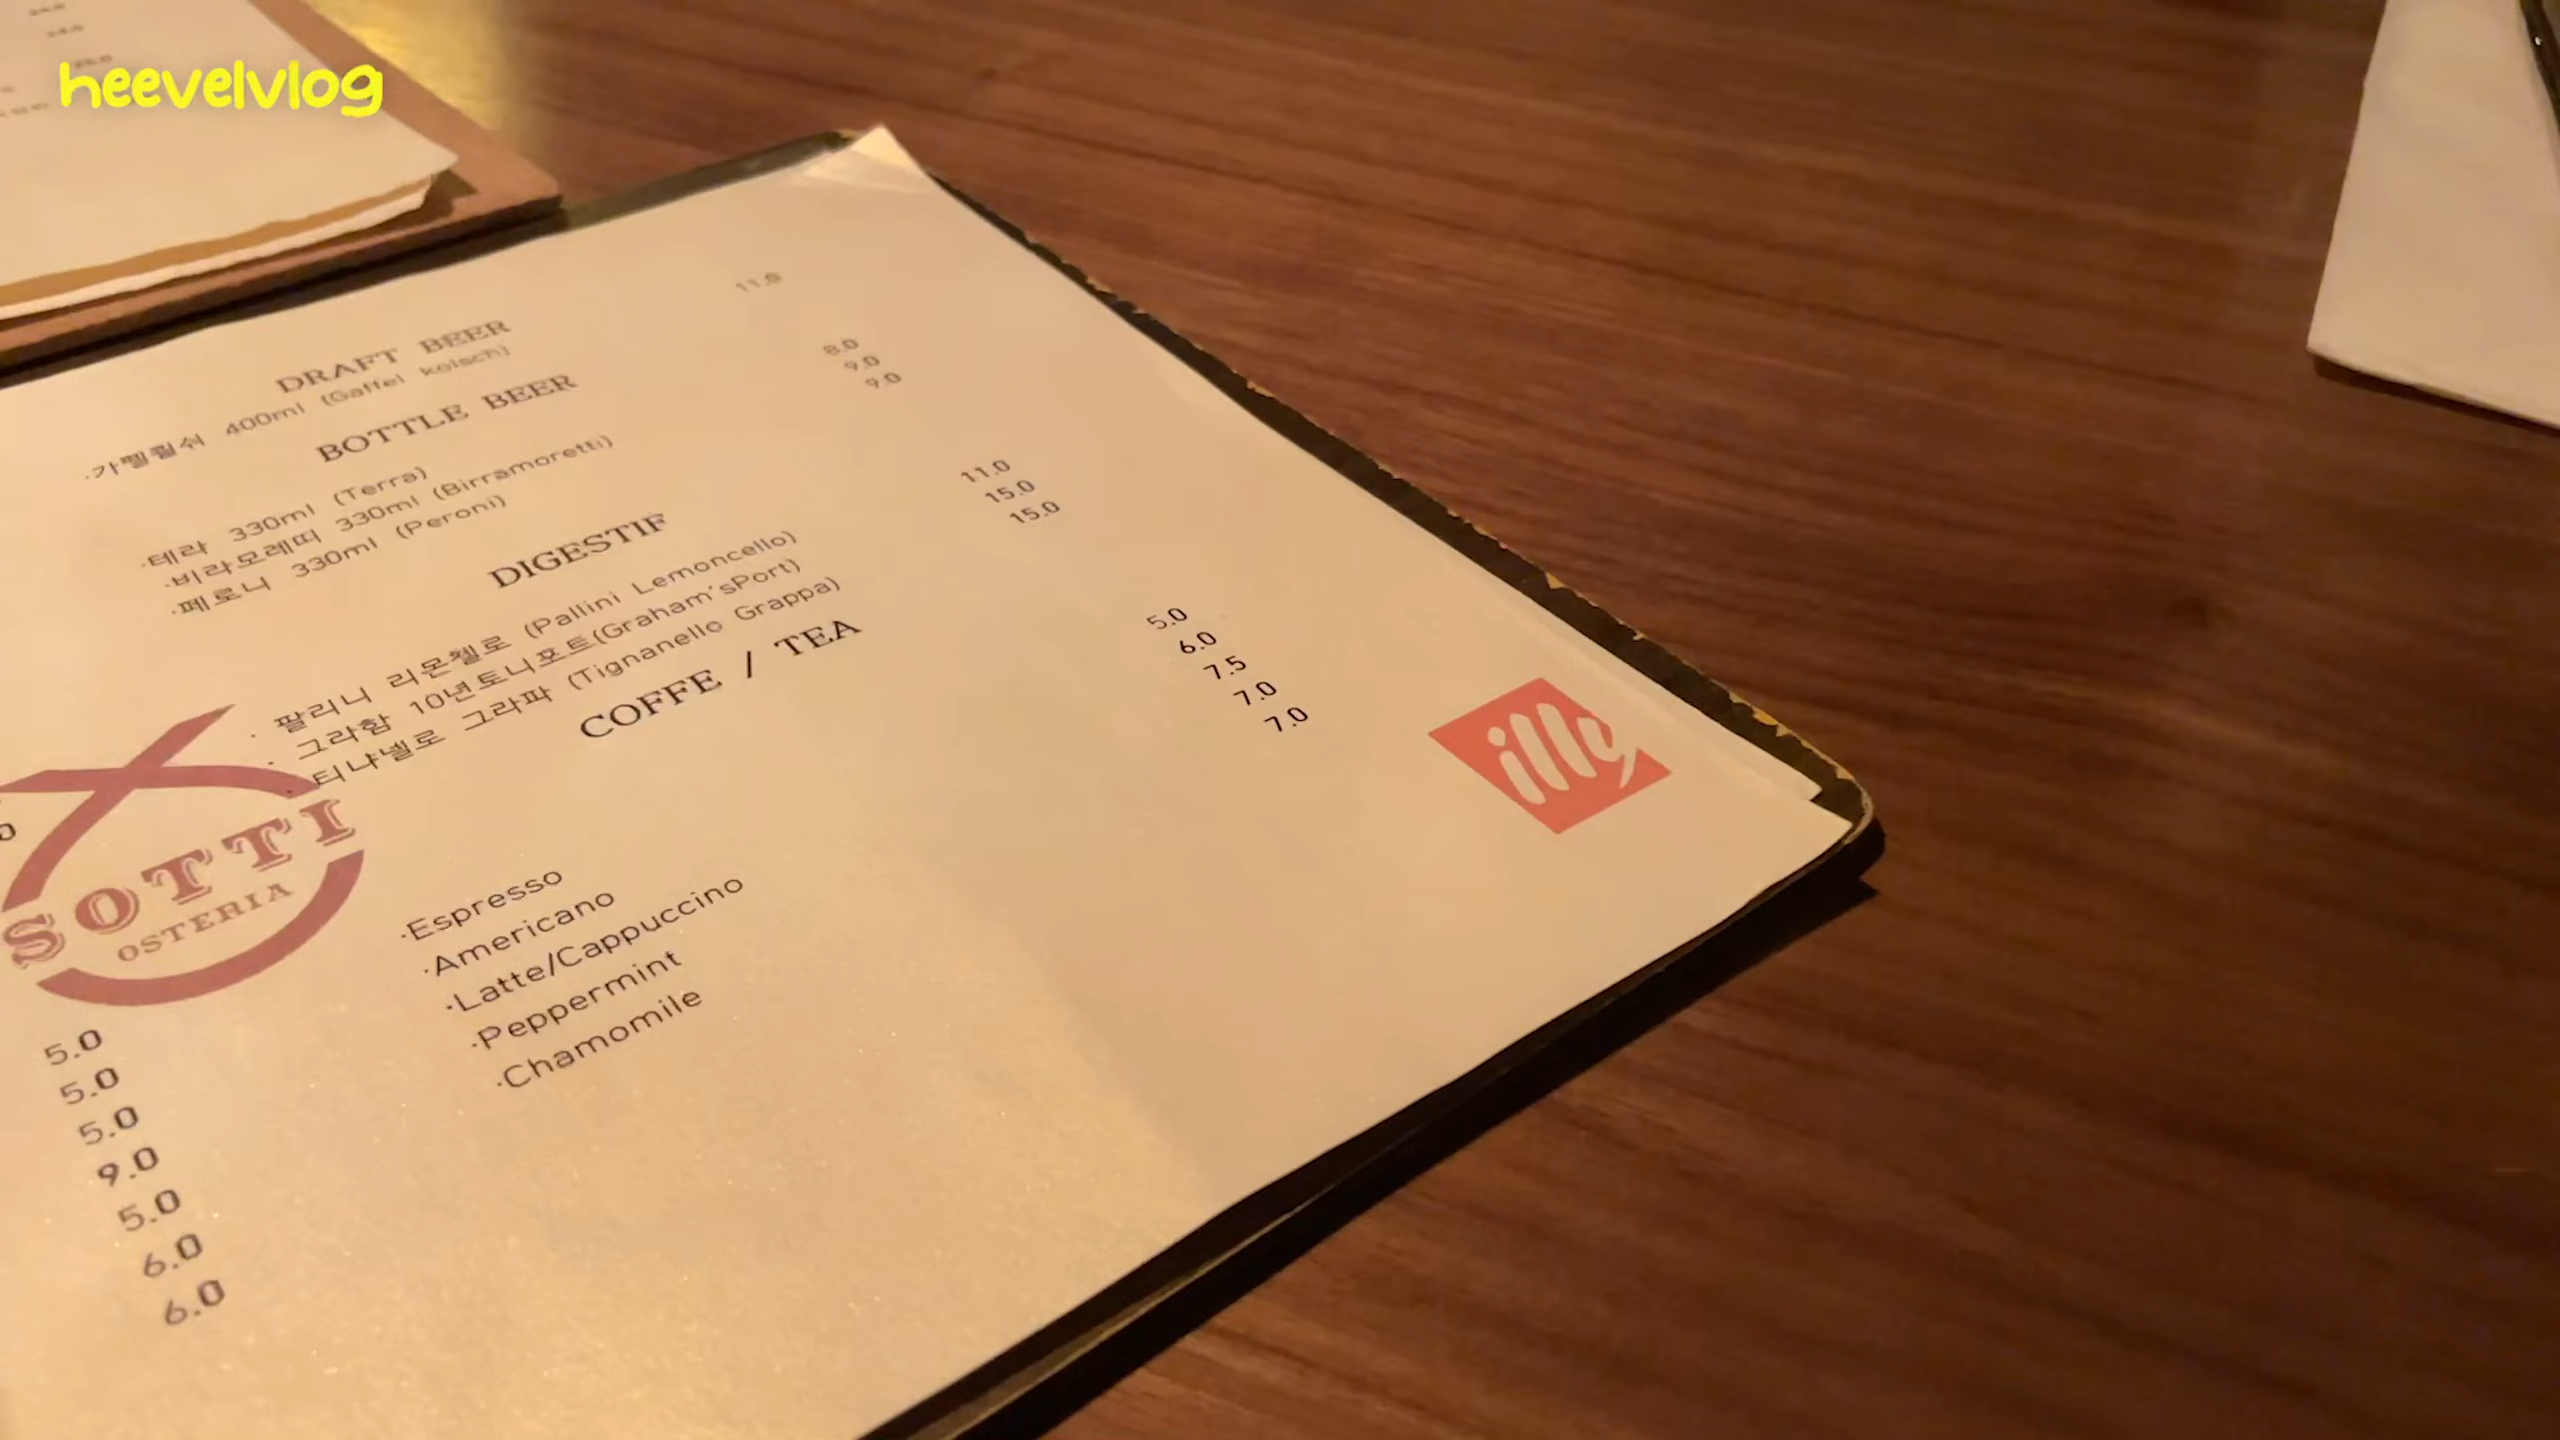 heevelvlog
DRAFT BEER
·가펠쾰쉬 400ml (Gaffel kolsch) 11.0
BOTTLE BEER
·테라 330ml (Terra) 8.0
·비라모레띠 330ml (Birramoretti) 9.0
·페로니 330ml (Peroni) 9.0
DIGESTIF
· 팔리니 리몬첼로 (Pallini Lemoncello) 11.0
· 그라함 10년토니포트(Graham'sPort) 15.0
· 티냐넬로 그라파 (Tignanello Grappa) 15.0
COFFE / TEA
·Espresso 5.0
·Americano 6.0
·Latte/Cappuccino 7.5
·Peppermint 7.0
·Chamomile 7.0
illy
SOTTI
OSTERIA
5.0
5.0
5.0
9.0
5.0
6.0
6.0